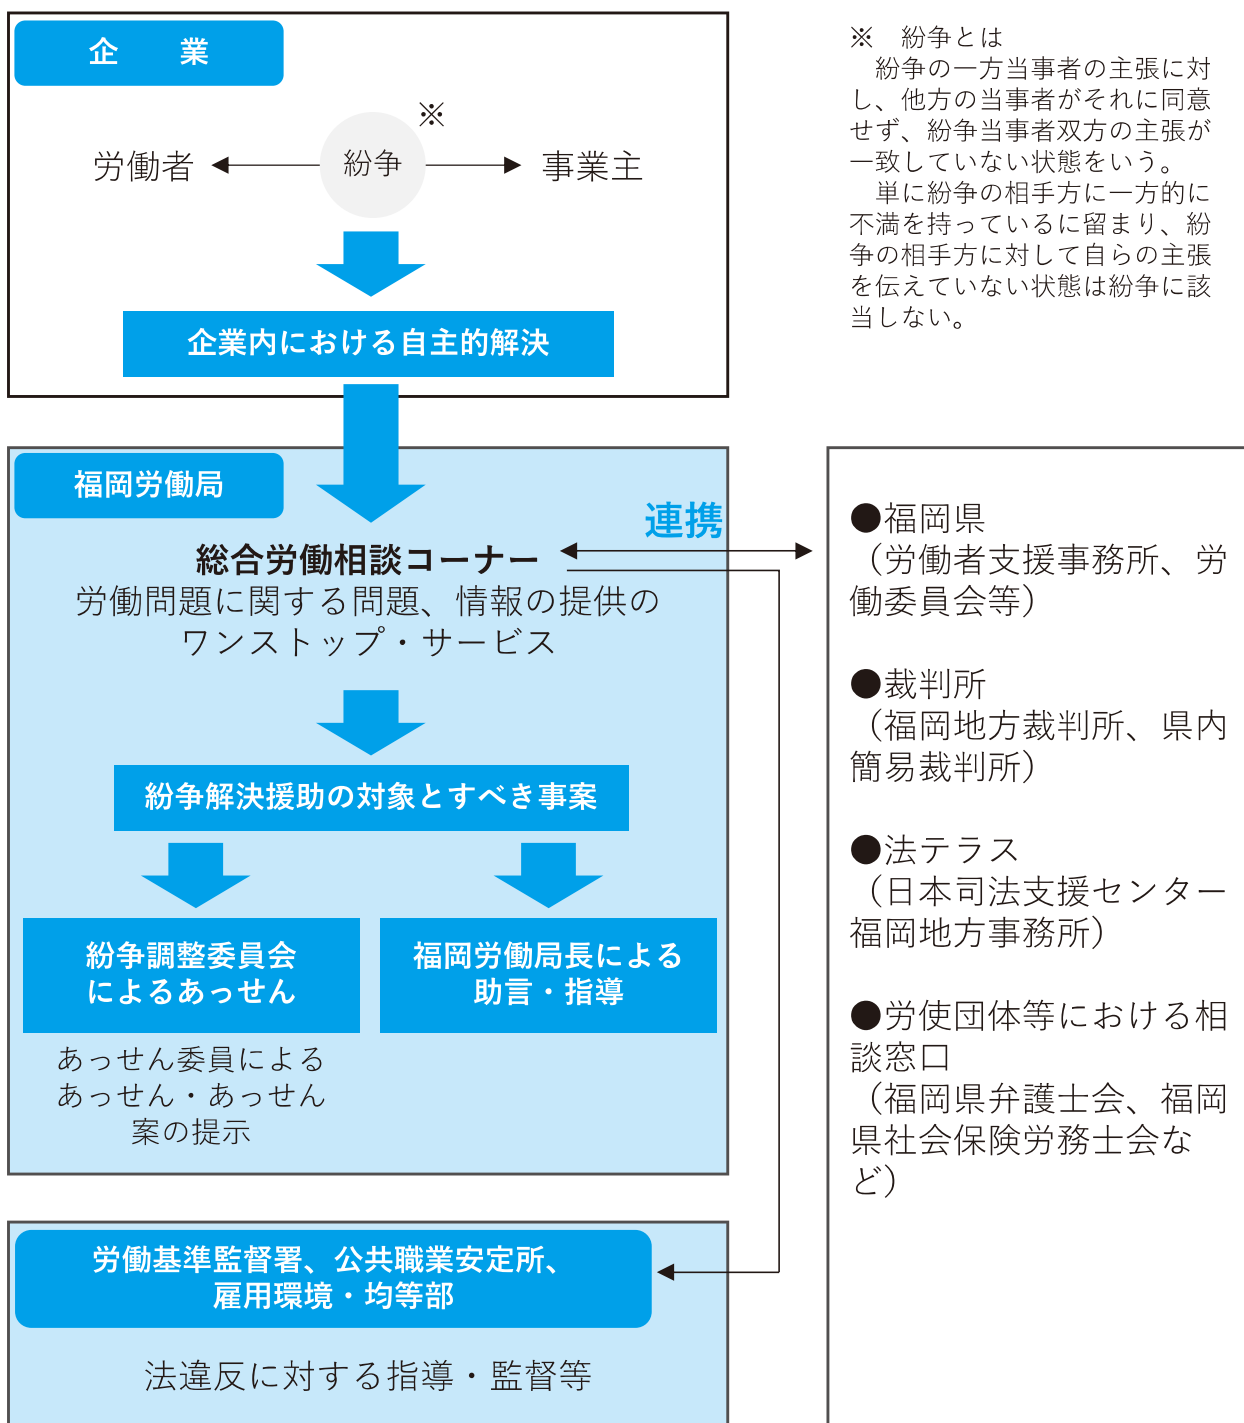 企　業
※
労働者
紛争
事業主
企業内における自主的解決
※　紛争とは
　紛争の一方当事者の主張に対
し、他方の当事者がそれに同意
せず、紛争当事者双方の主張が
一致していない状態をいう。
　単に紛争の相手方に一方的に
不満を持っているに留まり、紛
争の相手方に対して自らの主張
を伝えていない状態は紛争に該
当しない。
福岡労働局
連携
総合労働相談コーナー
労働問題に関する問題、情報の提供の
ワンストップ・サービス
紛争解決援助の対象とすべき事案
紛争調整委員会
によるあっせん
福岡労働局長による
助言・指導
あっせん委員による
あっせん・あっせん
案の提示
●福岡県
（労働者支援事務所、労
働委員会等）
●裁判所
（福岡地方裁判所、県内
簡易裁判所）
●法テラス
（日本司法支援センター
福岡地方事務所）
●労使団体等における相
談窓口
（福岡県弁護士会、福岡
県社会保険労務士会な
ど）
労働基準監督署、公共職業安定所、
雇用環境・均等部
法違反に対する指導・監督等